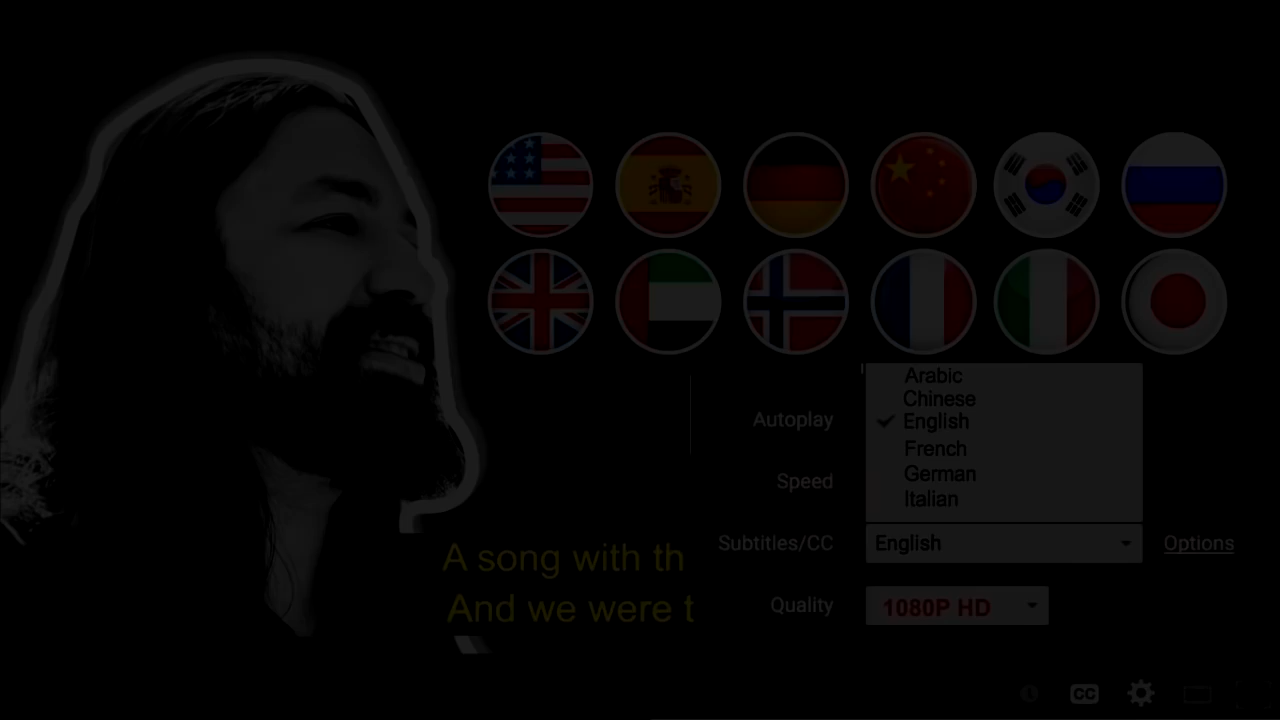 Arabic
Chinese
Autoplay
English
French
Speed
German
Italian
A song with th
Subtitles/CC
English
Options
And we were t
Quality
1080P HD
CC